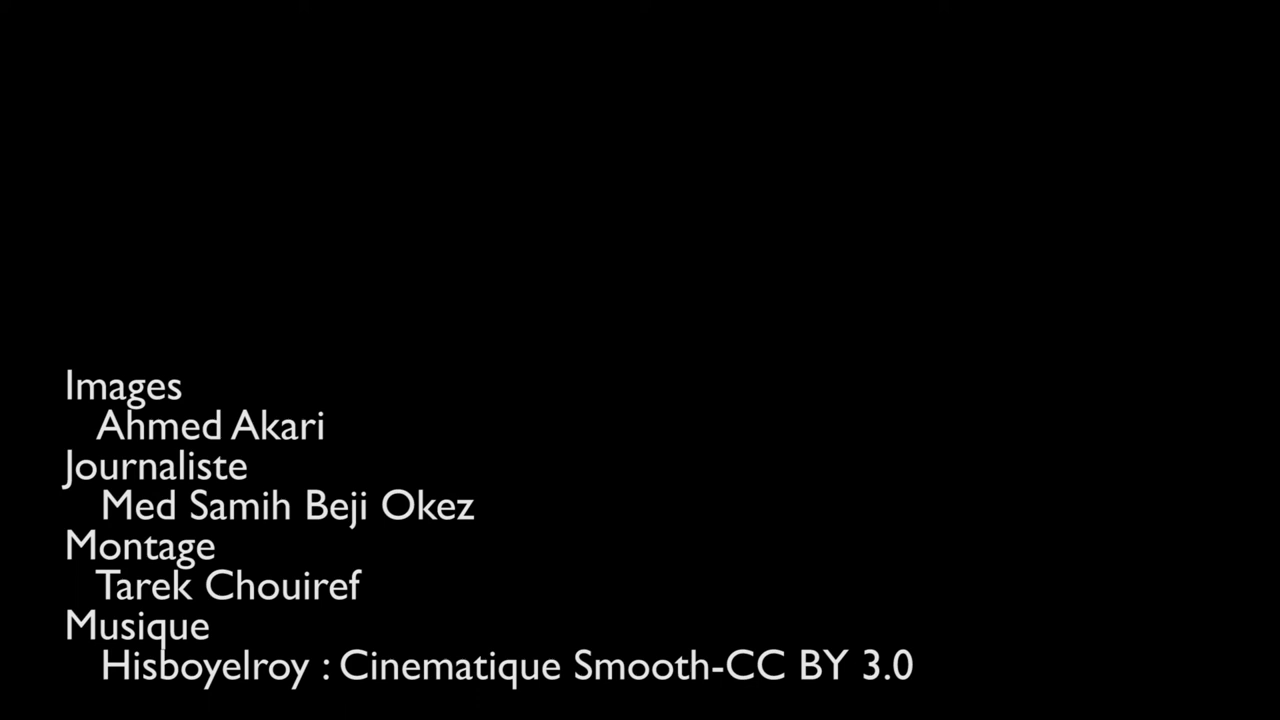 Images
Ahmed Akari
Journaliste
Med Samih Beji Okez
Montage
Tarek Chouiref
Musique
Hisboyelroy : Cinematique Smooth-CC BY 3.0